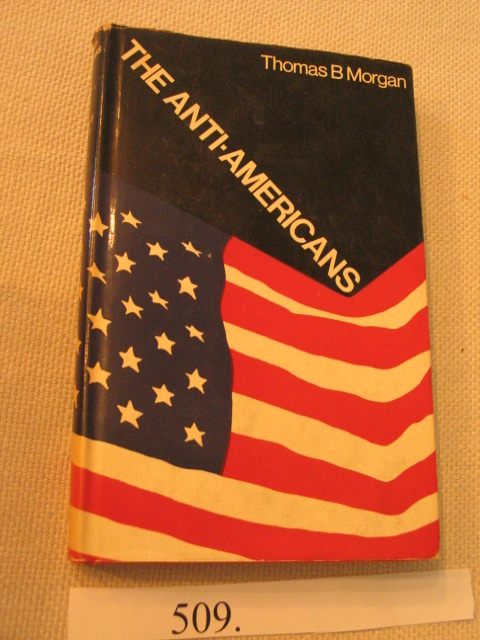 Thomas B Morgan
THE ANTI-AMERICANS
509.